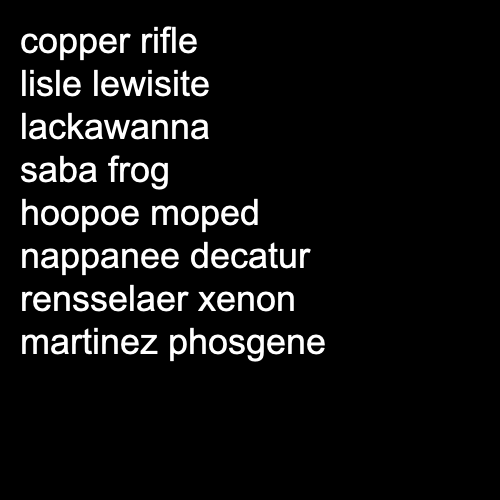 copper rifle
lisle lewisite
lackawanna
saba frog
hoopoe moped
nappanee decatur
rensselaer xenon
martinez phosgene